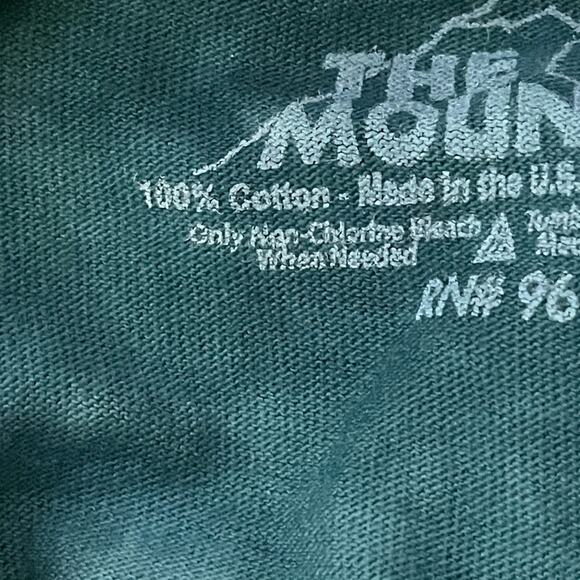 THE
MOUN
100% Cotton - Made in the U.S.
Only Non-Chlorine Bleach
When Needed
RN# 96